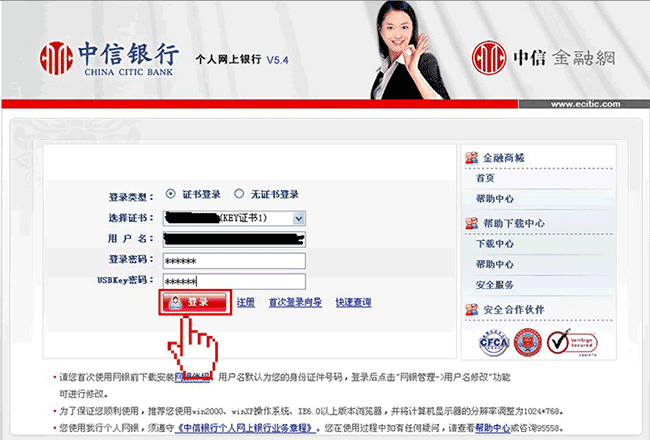 中信银行
CHINA CITIC BANK
个人网上银行 V5.4
中信 金融網
www.ecitic.com
登录类型： 证书登录 无证书登录
选择证书： (KEY证书1)
用 户 名：
登录密码： ******
USBKey密码： ******
登录 注册 首次登录向导 快速查询
金融商城
首页
帮助中心
帮助下载中心
下载中心
帮助中心
安全服务
安全合作伙伴
CFCA
VeriSign
Secured
·请您首次使用网银前下载安装网银伴侣，用户名默认为您的身份证件号码，登录后点击“网银管理->用户名修改”功能
可进行修改。
·为了保证您顺利使用，推荐您使用win2000、winXP操作系统、IE6.0以上版本浏览器，并将计算机显示器的分辨率调整为1024*768。
·您使用我行个人网银，须遵守《中信银行个人网上银行业务章程》。您在使用过程中如有任何疑问，请查看帮助中心或咨询95558。